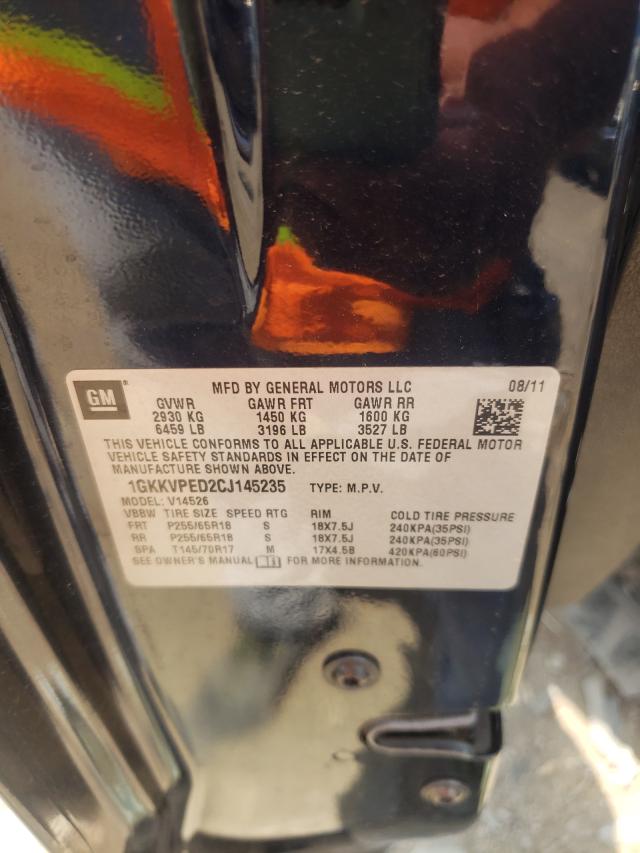 GM ® MFD BY GENERAL MOTORS LLC 08/11
GVWR GAWR FRT GAWR RR
2930 KG 1450 KG 1600 KG
6459 LB 3196 LB 3527 LB
THIS VEHICLE CONFORMS TO ALL APPLICABLE U.S. FEDERAL MOTOR
VEHICLE SAFETY STANDARDS IN EFFECT ON THE DATE OF
MANUFACTURE SHOWN ABOVE.
1GKKVPED2CJ145235 TYPE: M.P.V.
MODEL: V14526
VBBW TIRE SIZE SPEED RTG RIM COLD TIRE PRESSURE
FRT P255/65R18 S 18X7.5J 240KPA(35PSI)
RR P255/65R18 S 18X7.5J 240KPA(35PSI)
SPA T145/70R17 M 17X4.5B 420KPA(60PSI)
SEE OWNER'S MANUAL FOR MORE INFORMATION.